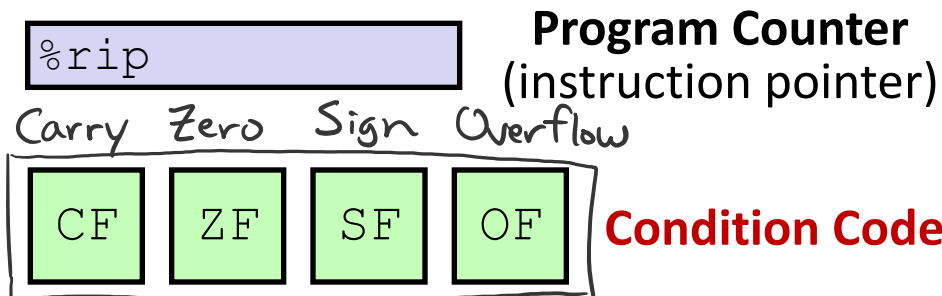 %rip
Program Counter
(instruction pointer)
Carry Zero Sign Overflow
CF ZF SF OF
Condition Code